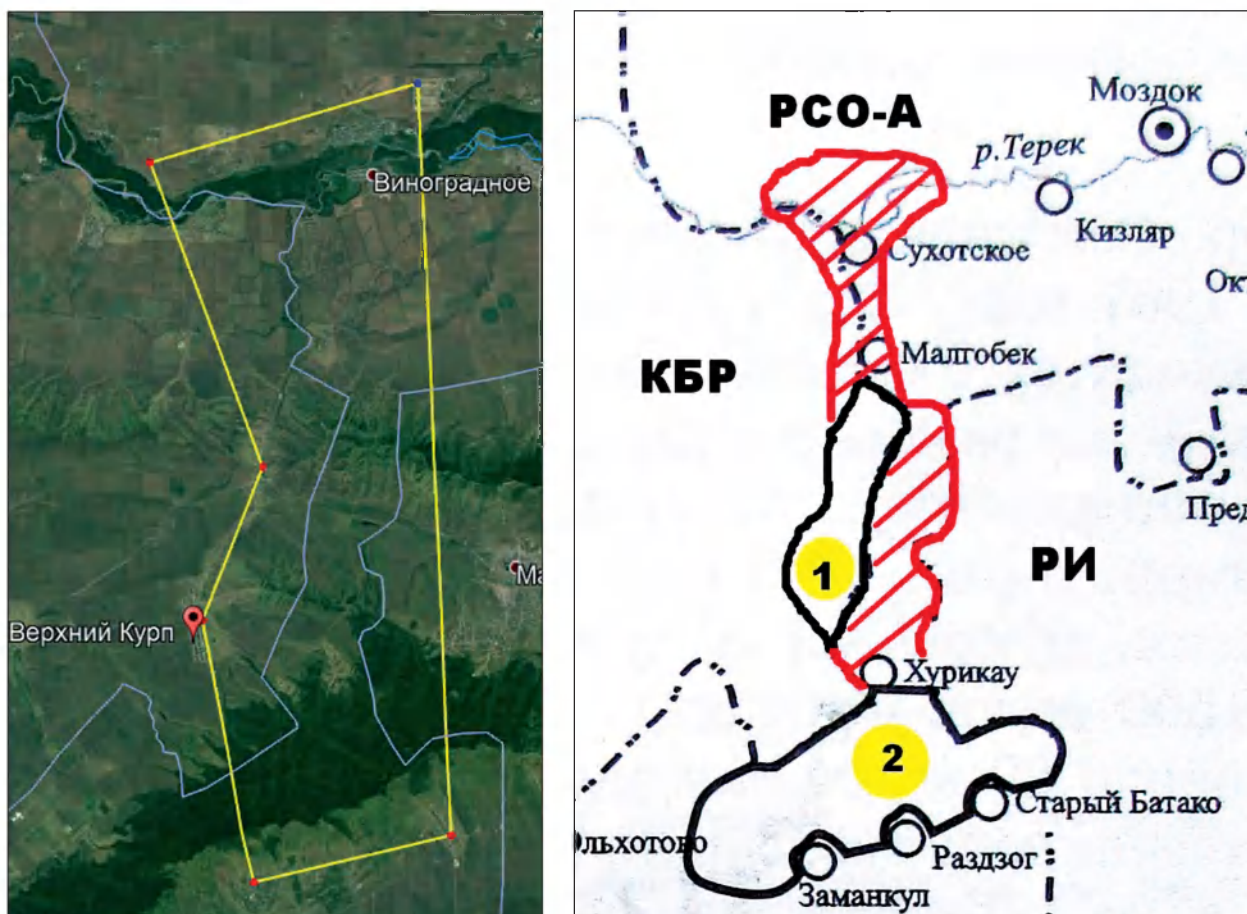 Виноградное
Ма
Верхний Курп
РСО-А
Моздок
р.Терек
Кизляр
Сухотское
Окт
Малгобек
КБР
Пред
1
РИ
Хурикау
2
Старый Батако
льхотово
Раздзог
Заманкул